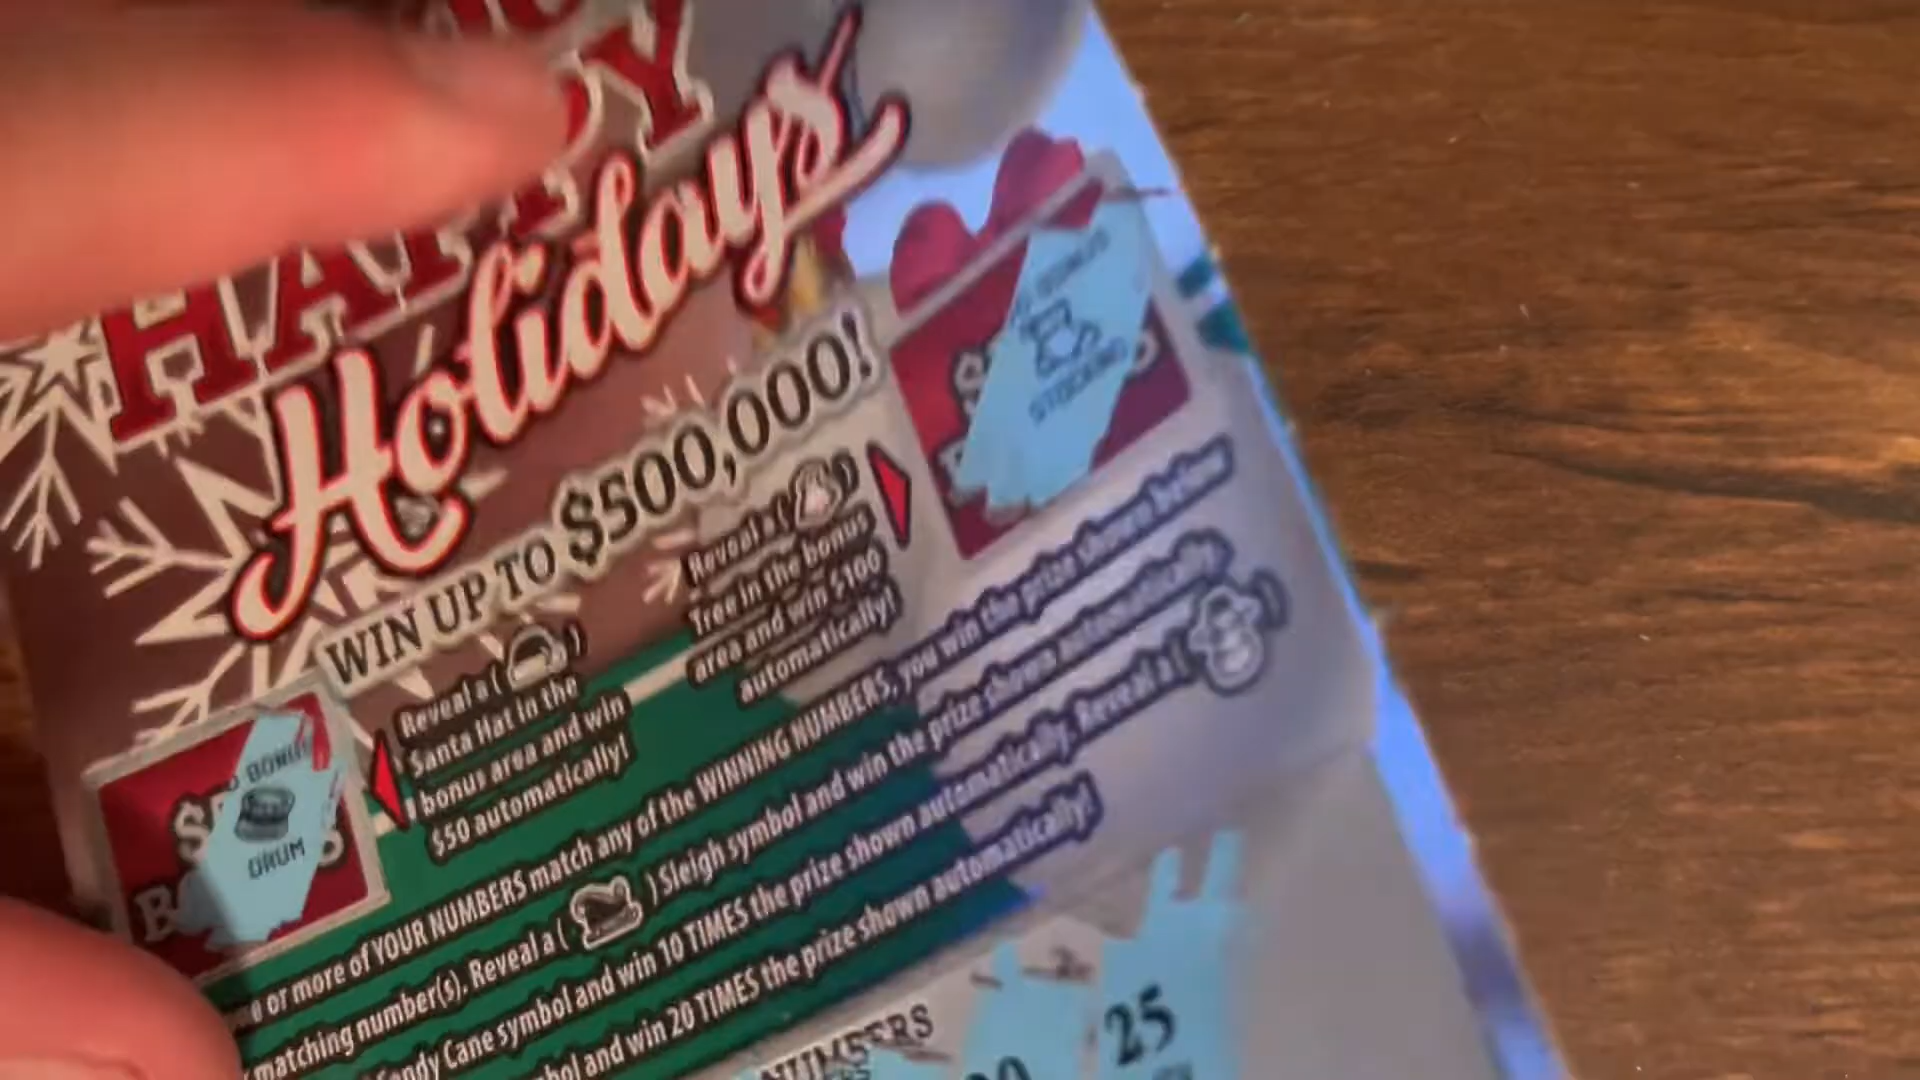 HAPPY
Holidays
WIN UP TO $500,000!
BONUS
STOCKING
Reveal a ( )
Tree in the bonus
area and win $100
automatically!
Reveal a ( )
Santa Hat in the
bonus area and win
$50 automatically!
BONUS
DRUM
or more of YOUR NUMBERS match any of the WINNING NUMBERS, you win the prize shown below
matching number(s). Reveal a ( ) Sleigh symbol and win the prize shown automatically.
Candy Cane symbol and win 10 TIMES the prize shown automatically. Reveal a ( )
and win 20 TIMES the prize shown automatically!
NUMBERS
25